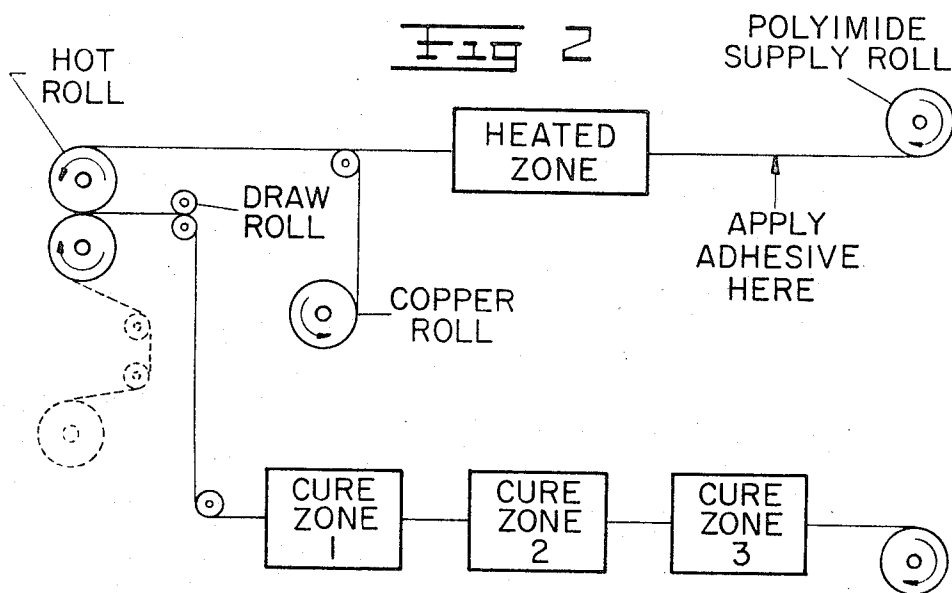 Fig 2
HOT
ROLL
POLYIMIDE
SUPPLY ROLL
HEATED
ZONE
DRAW
ROLL
APPLY
ADHESIVE
HERE
COPPER
ROLL
CURE
ZONE
1
CURE
ZONE
2
CURE
ZONE
3